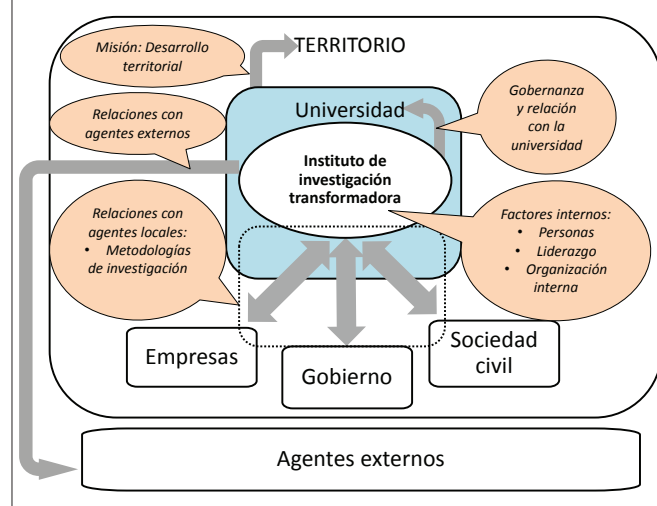 Misión: Desarrollo
territorial
TERRITORIO
Relaciones con
agentes externos
Universidad
Gobernanza
y relación
con la
universidad
Instituto de
investigación
transformadora
Relaciones con
agentes locales:
• Metodologías
de investigación
Factores internos:
• Personas
• Liderazgo
• Organización
interna
Empresas
Gobierno
Sociedad
civil
Agentes externos